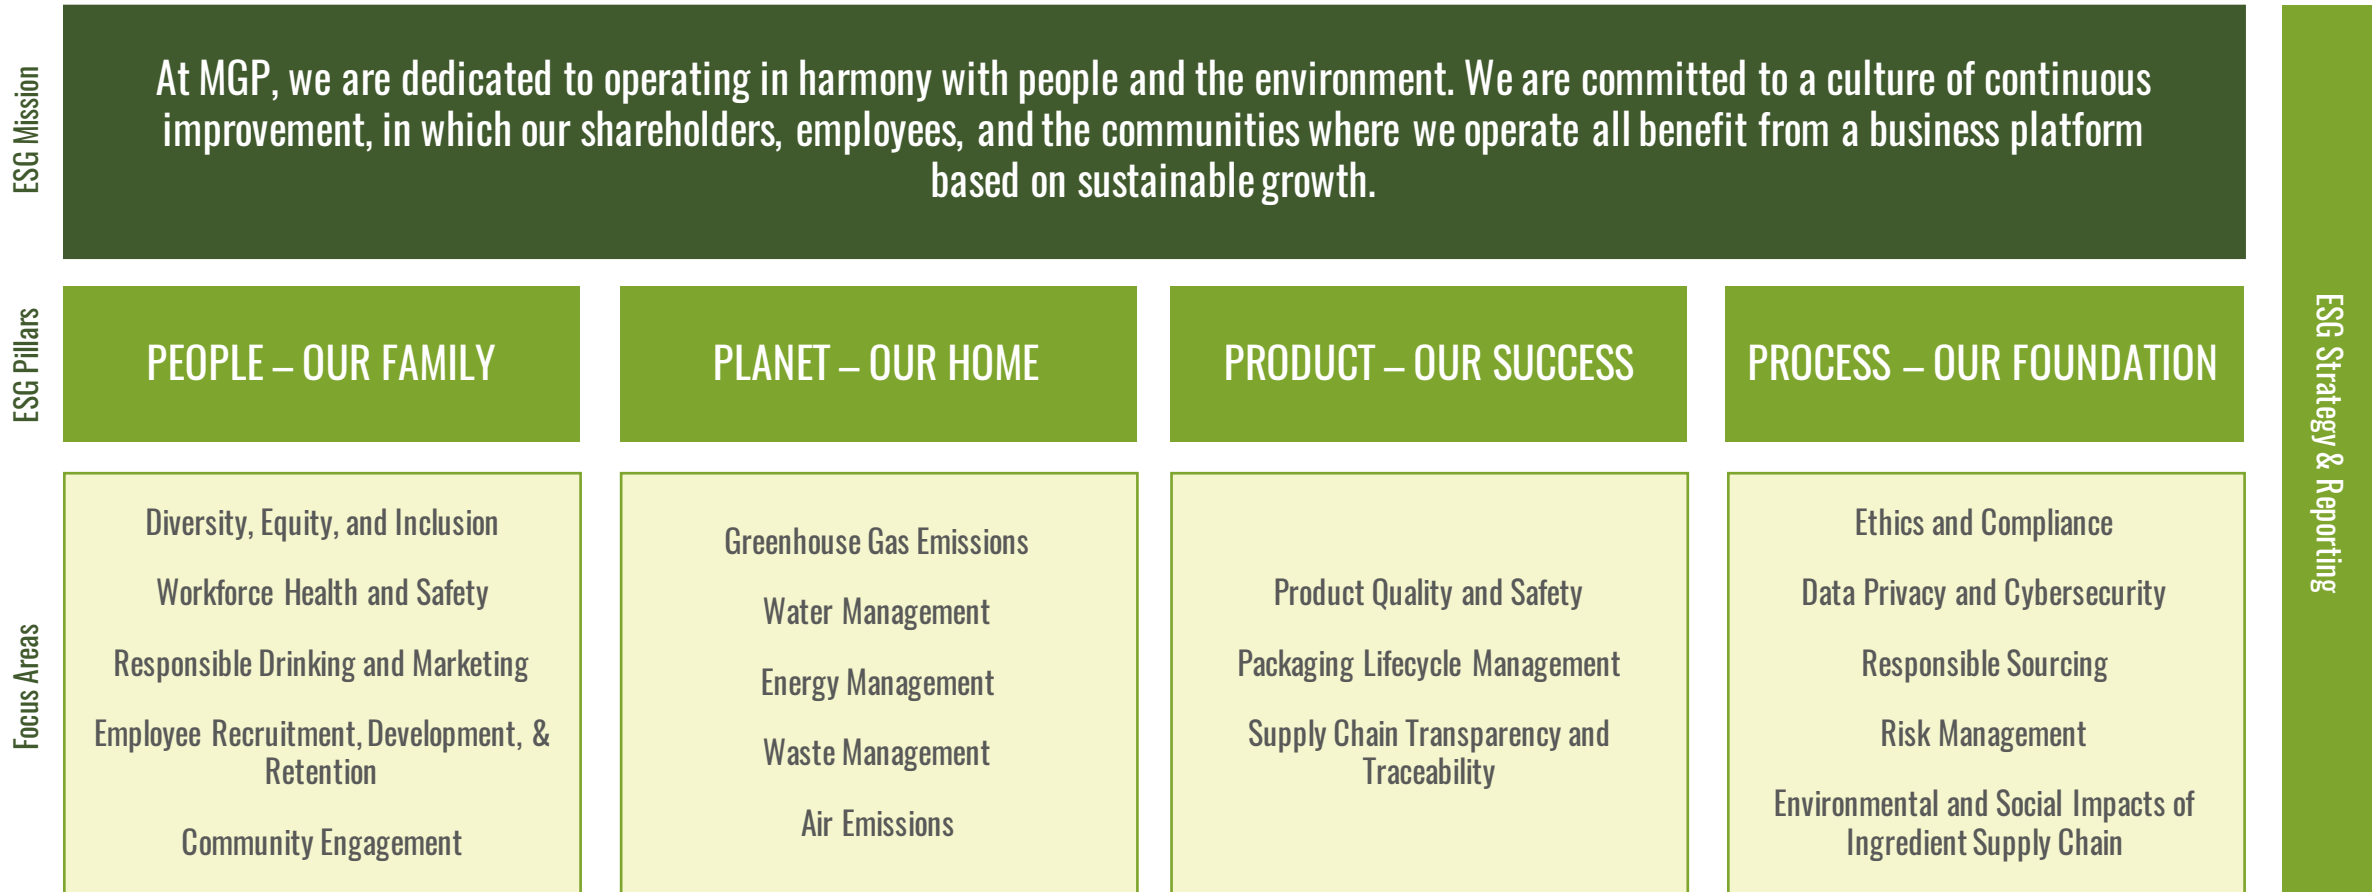 ESG Mission
At MGP, we are dedicated to operating in harmony with people and the environment. We are committed to a culture of continuous
improvement, in which our shareholders, employees, and the communities where we operate all benefit from a business platform
based on sustainable growth.
ESG Pillars
PEOPLE – OUR FAMILY
PLANET – OUR HOME
PRODUCT – OUR SUCCESS
PROCESS – OUR FOUNDATION
Focus Areas
Diversity, Equity, and Inclusion
Workforce Health and Safety
Responsible Drinking and Marketing
Employee Recruitment, Development, &
Retention
Community Engagement
Greenhouse Gas Emissions
Water Management
Energy Management
Waste Management
Air Emissions
Product Quality and Safety
Packaging Lifecycle Management
Supply Chain Transparency and
Traceability
Ethics and Compliance
Data Privacy and Cybersecurity
Responsible Sourcing
Risk Management
Environmental and Social Impacts of
Ingredient Supply Chain
ESG Strategy & Reporting